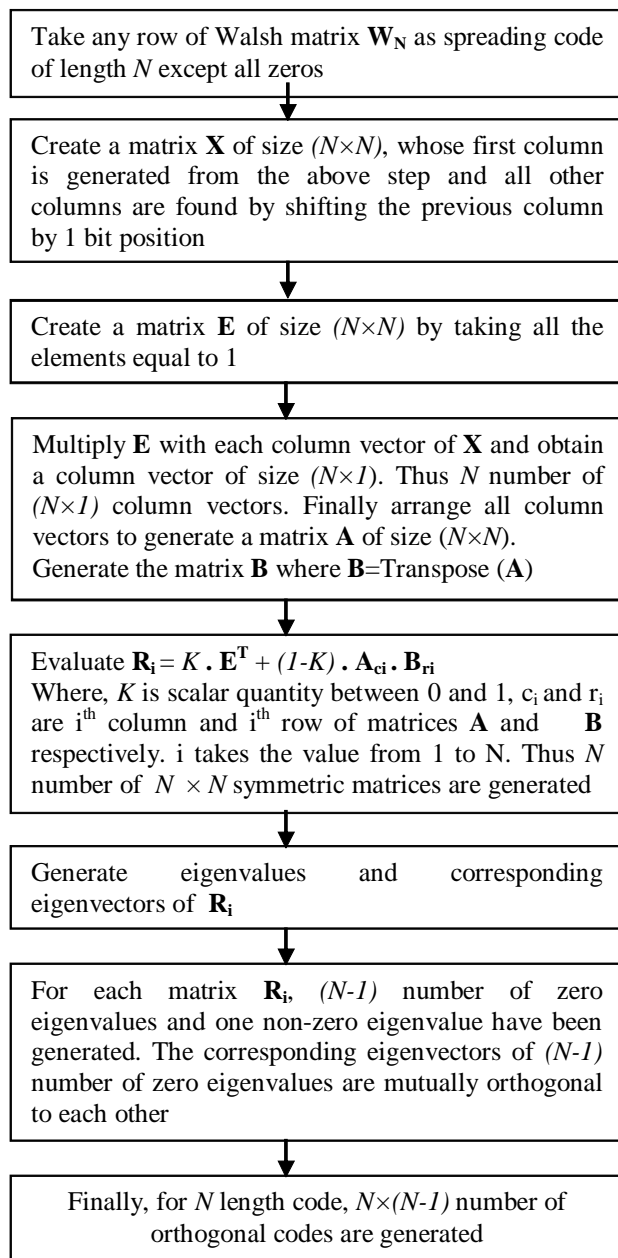 Take any row of Walsh matrix W_N as spreading code
of length N except all zeros
Create a matrix X of size (N×N), whose first column
is generated from the above step and all other
columns are found by shifting the previous column
by 1 bit position
Create a matrix E of size (N×N) by taking all the
elements equal to 1
Multiply E with each column vector of X and obtain
a column vector of size (N×1). Thus N number of
(N×1) column vectors. Finally arrange all column
vectors to generate a matrix A of size (N×N).
Generate the matrix B where B=Transpose (A)
Evaluate R_i = K . E^T + (1-K) . A_ci . B_ri
Where, K is scalar quantity between 0 and 1, c_i and r_i
are i^th column and i^th row of matrices A and B
respectively. i takes the value from 1 to N. Thus N
number of N × N symmetric matrices are generated
Generate eigenvalues and corresponding
eigenvectors of R_i
For each matrix R_i, (N-1) number of zero
eigenvalues and one non-zero eigenvalue have been
generated. The corresponding eigenvectors of (N-1)
number of zero eigenvalues are mutually orthogonal
to each other
Finally, for N length code, N×(N-1) number of
orthogonal codes are generated